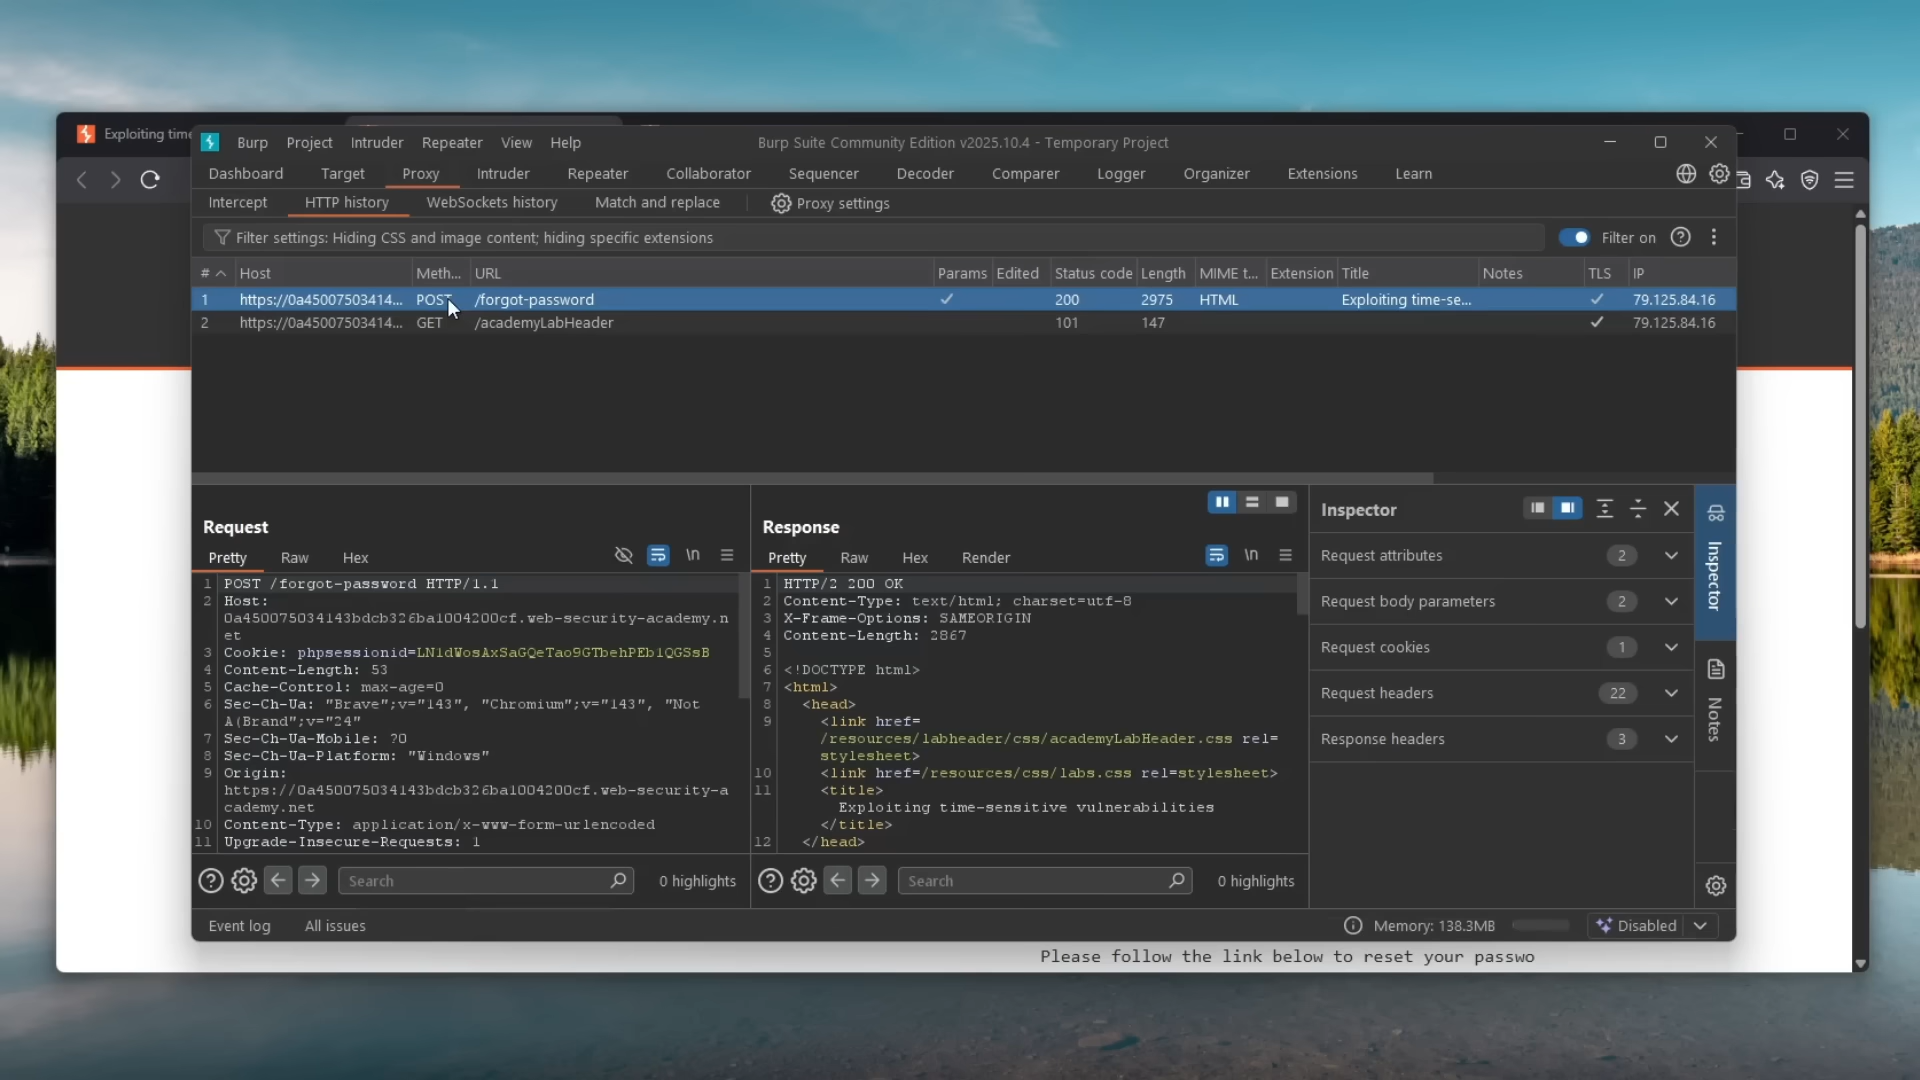 Exploiting time
Burp Project Intruder Repeater View Help Burp Suite Community Edition v2025.10.4 - Temporary Project
Dashboard Target Proxy Intruder Repeater Collaborator Sequencer Decoder Comparer Logger Organizer Extensions Learn
Intercept HTTP history WebSockets history Match and replace Proxy settings
Filter settings: Hiding CSS and image content; hiding specific extensions Filter on
# Host Meth... URL Params Edited Status code Length MIME t... Extension Title Notes TLS IP
1 https://0a45007503414... POST /forgot-password ✓ 200 2975 HTML Exploiting time-se... ✓ 79.125.84.16
2 https://0a45007503414... GET /academyLabHeader 101 147 ✓ 79.125.84.16
Request
Pretty Raw Hex \n
1 POST /forgot-password HTTP/1.1
2 Host:
0a450075034143bdcb326ba1004200cf.web-security-academy.n
et
3 Cookie: phpsessionid=LN1dWosAxSaGQeTao9GTbehPEb1QGSsB
4 Content-Length: 53
5 Cache-Control: max-age=0
6 Sec-Ch-Ua: "Brave";v="143", "Chromium";v="143", "Not
A(Brand";v="24"
7 Sec-Ch-Ua-Mobile: ?0
8 Sec-Ch-Ua-Platform: "Windows"
9 Origin:
https://0a450075034143bdcb326ba1004200cf.web-security-a
cademy.net
10 Content-Type: application/x-www-form-urlencoded
11 Upgrade-Insecure-Requests: 1
Search 0 highlights
Response
Pretty Raw Hex Render \n
1 HTTP/2 200 OK
2 Content-Type: text/html; charset=utf-8
3 X-Frame-Options: SAMEORIGIN
4 Content-Length: 2867
5
6 <!DOCTYPE html>
7 <html>
8 <head>
9 <link href=
/resources/labheader/css/academyLabHeader.css rel=
stylesheet>
10 <link href=/resources/css/labs.css rel=stylesheet>
11 <title>
Exploiting time-sensitive vulnerabilities
</title>
12 </head>
Search 0 highlights
Inspector
Request attributes 2
Request body parameters 2
Request cookies 1
Request headers 22
Response headers 3
Inspector
Notes
Event log All issues Memory: 138.3MB Disabled
Please follow the link below to reset your passwo